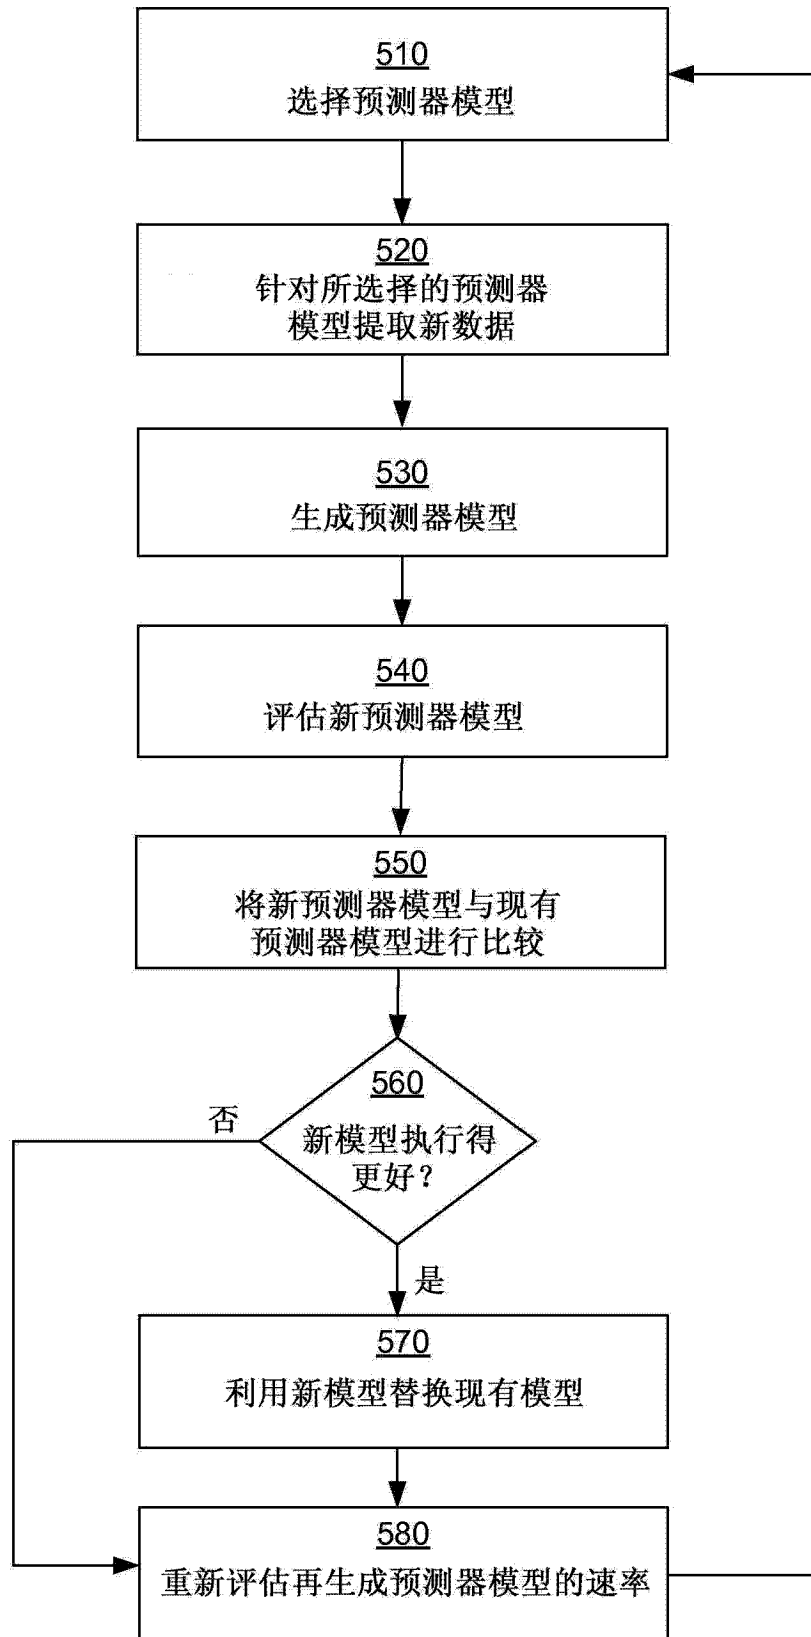 510
选择预测器模型
520
针对所选择的预测器
模型提取新数据
530
生成预测器模型
540
评估新预测器模型
550
将新预测器模型与现有
预测器模型进行比较
560
新模型执行得
更好？
否
是
570
利用新模型替换现有模型
580
重新评估再生成预测器模型的速率